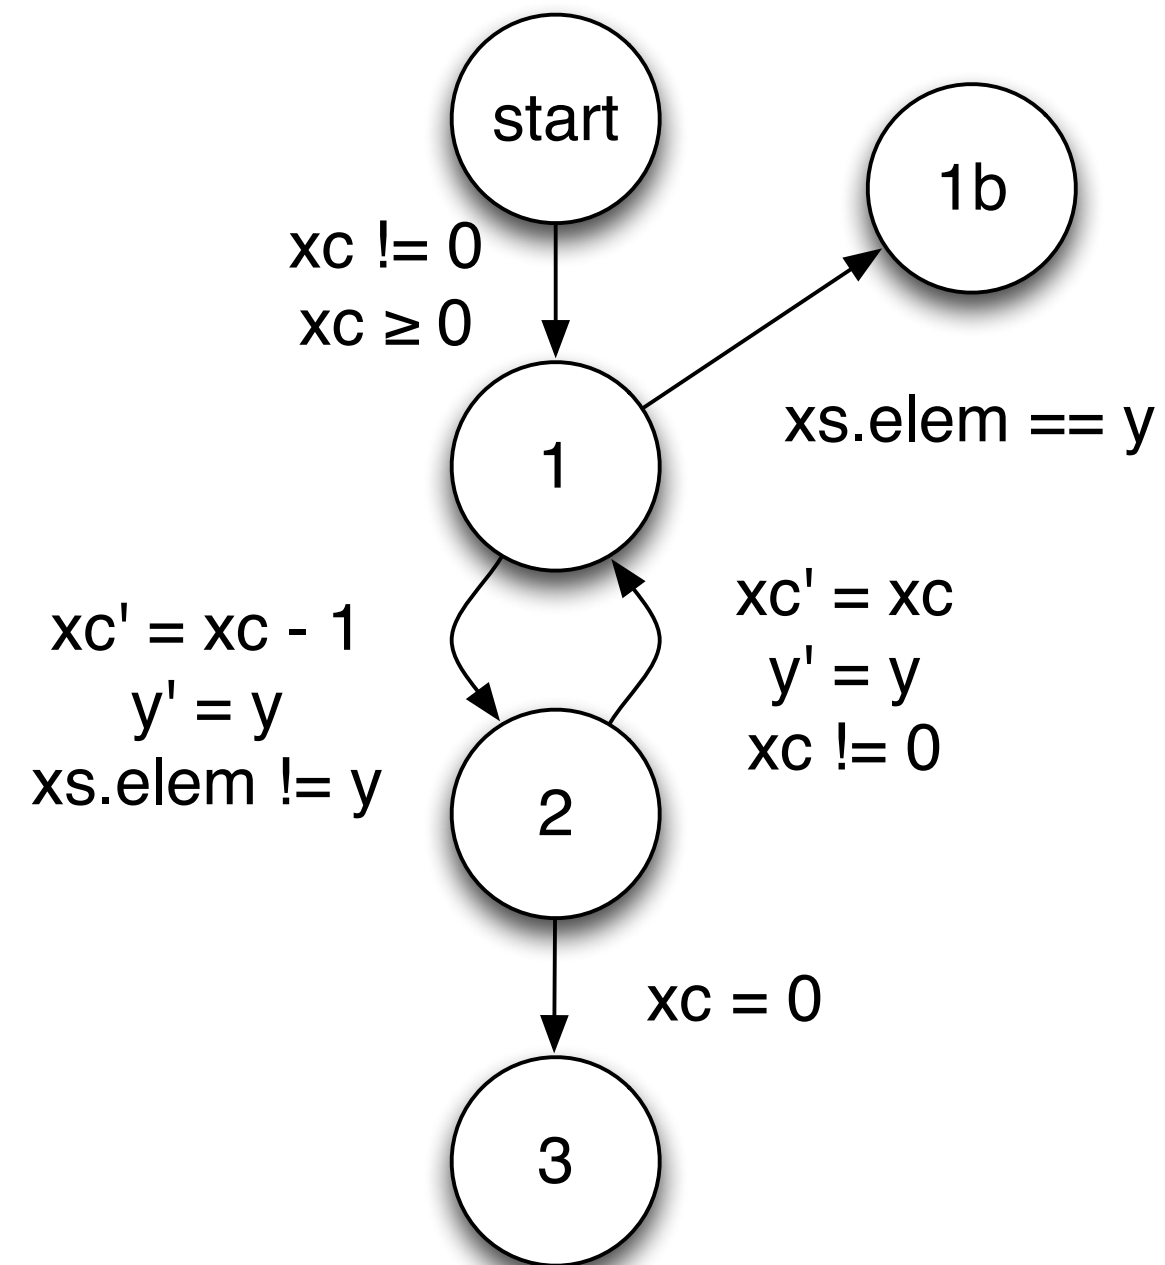 start
1b
xc != 0
xc ≥ 0
xs.elem == y
1
xc' = xc - 1
y' = y
xs.elem != y
xc' = xc
y' = y
xc != 0
2
xc = 0
3